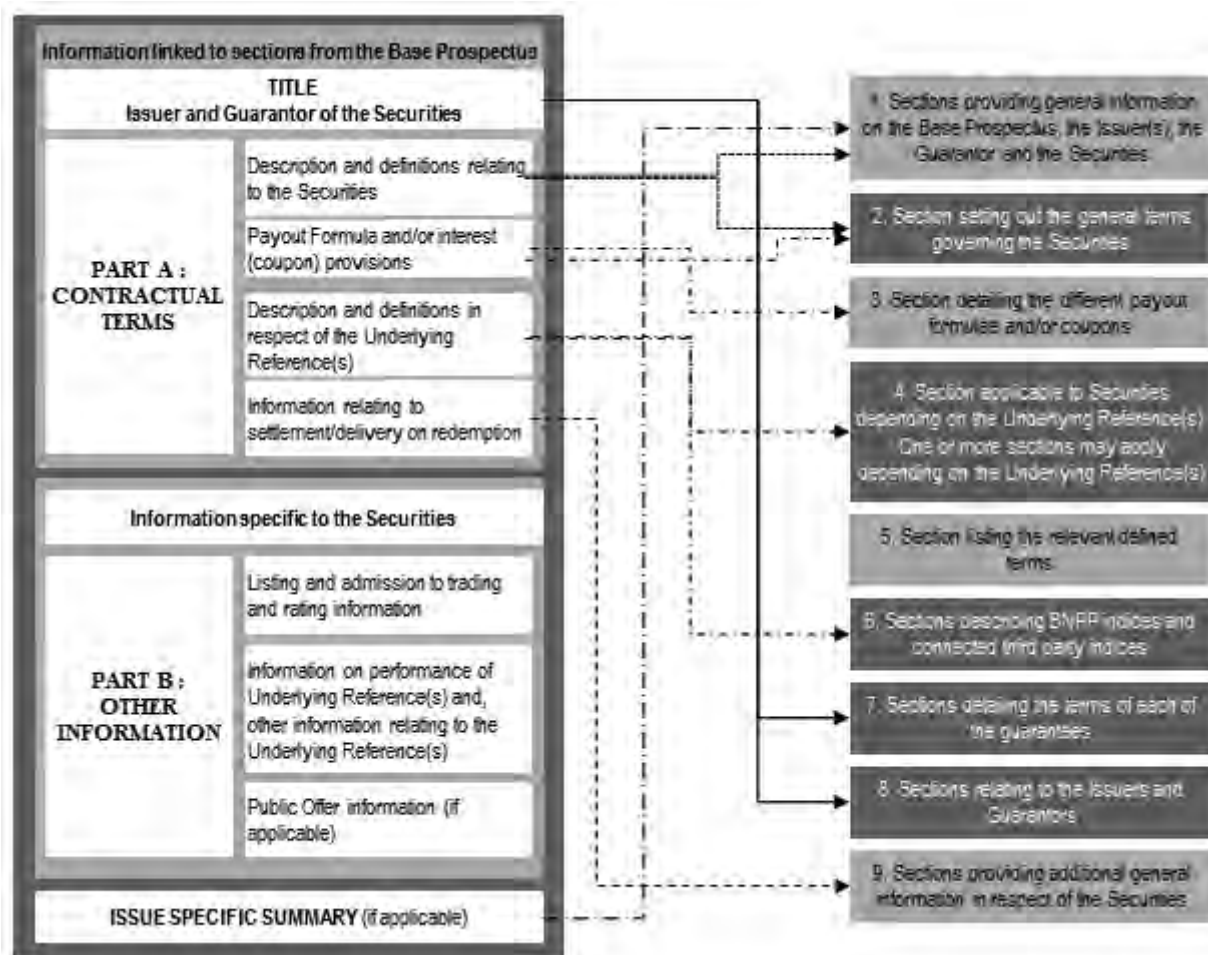 Information linked to sections from the Base Prospectus
TITLE
Issuer and Guarantor of the Securities
PART A :
CONTRACTUAL
TERMS
Description and definitions relating
to the Securities
Payout Formula and/or interest
(coupon) provisions
Description and definitions in
respect of the Underlying
Reference(s)
Information relating to
settlement/delivery on redemption
Information specific to the Securities
PART B :
OTHER
INFORMATION
Listing and admission to trading
and rating information
Information on performance of
Underlying Reference(s) and,
other information relating to the
Underlying Reference(s)
Public Offer information (if
applicable)
ISSUE SPECIFIC SUMMARY (if applicable)
1. Sections providing general information
on the Base Prospectus, the Issuer(s), the
Guarantor and the Securities
2. Section setting out the general terms
governing the Securities
3. Section detailing the different payout
formulae and/or coupons
4. Section applicable to Securities
depending on the Underlying Reference(s)
One or more sections may apply
depending on the Underlying Reference(s)
5. Section listing the relevant defined
terms
6. Sections describing BNPP indices and
connected third party indices
7. Sections detailing the terms of each of
the guarantees
8. Sections relating to the Issuers and
Guarantors
9. Sections providing additional general
information in respect of the Securities